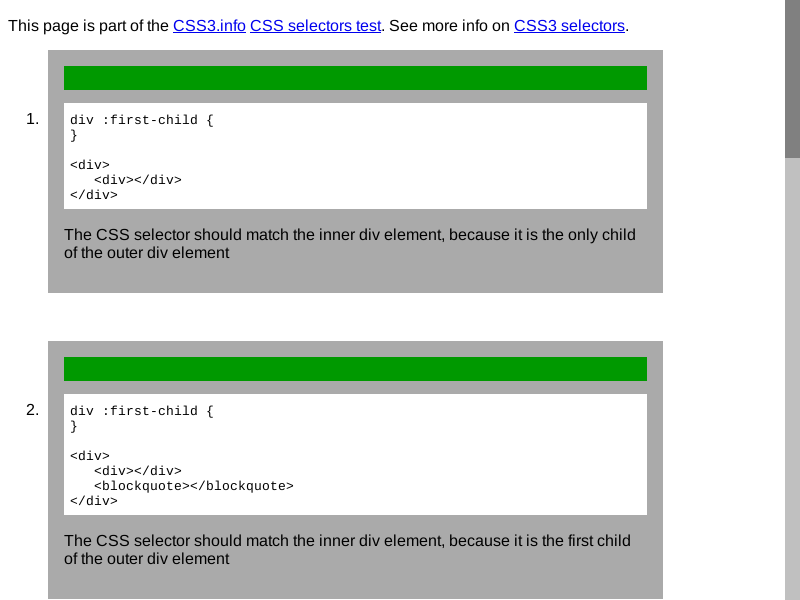 This page is part of the CSS3.info CSS selectors test. See more info on CSS3 selectors.
1.
div :first-child {
}
<div>
   <div></div>
</div>
The CSS selector should match the inner div element, because it is the only child
of the outer div element
2.
div :first-child {
}
<div>
   <div></div>
   <blockquote></blockquote>
</div>
The CSS selector should match the inner div element, because it is the first child
of the outer div element